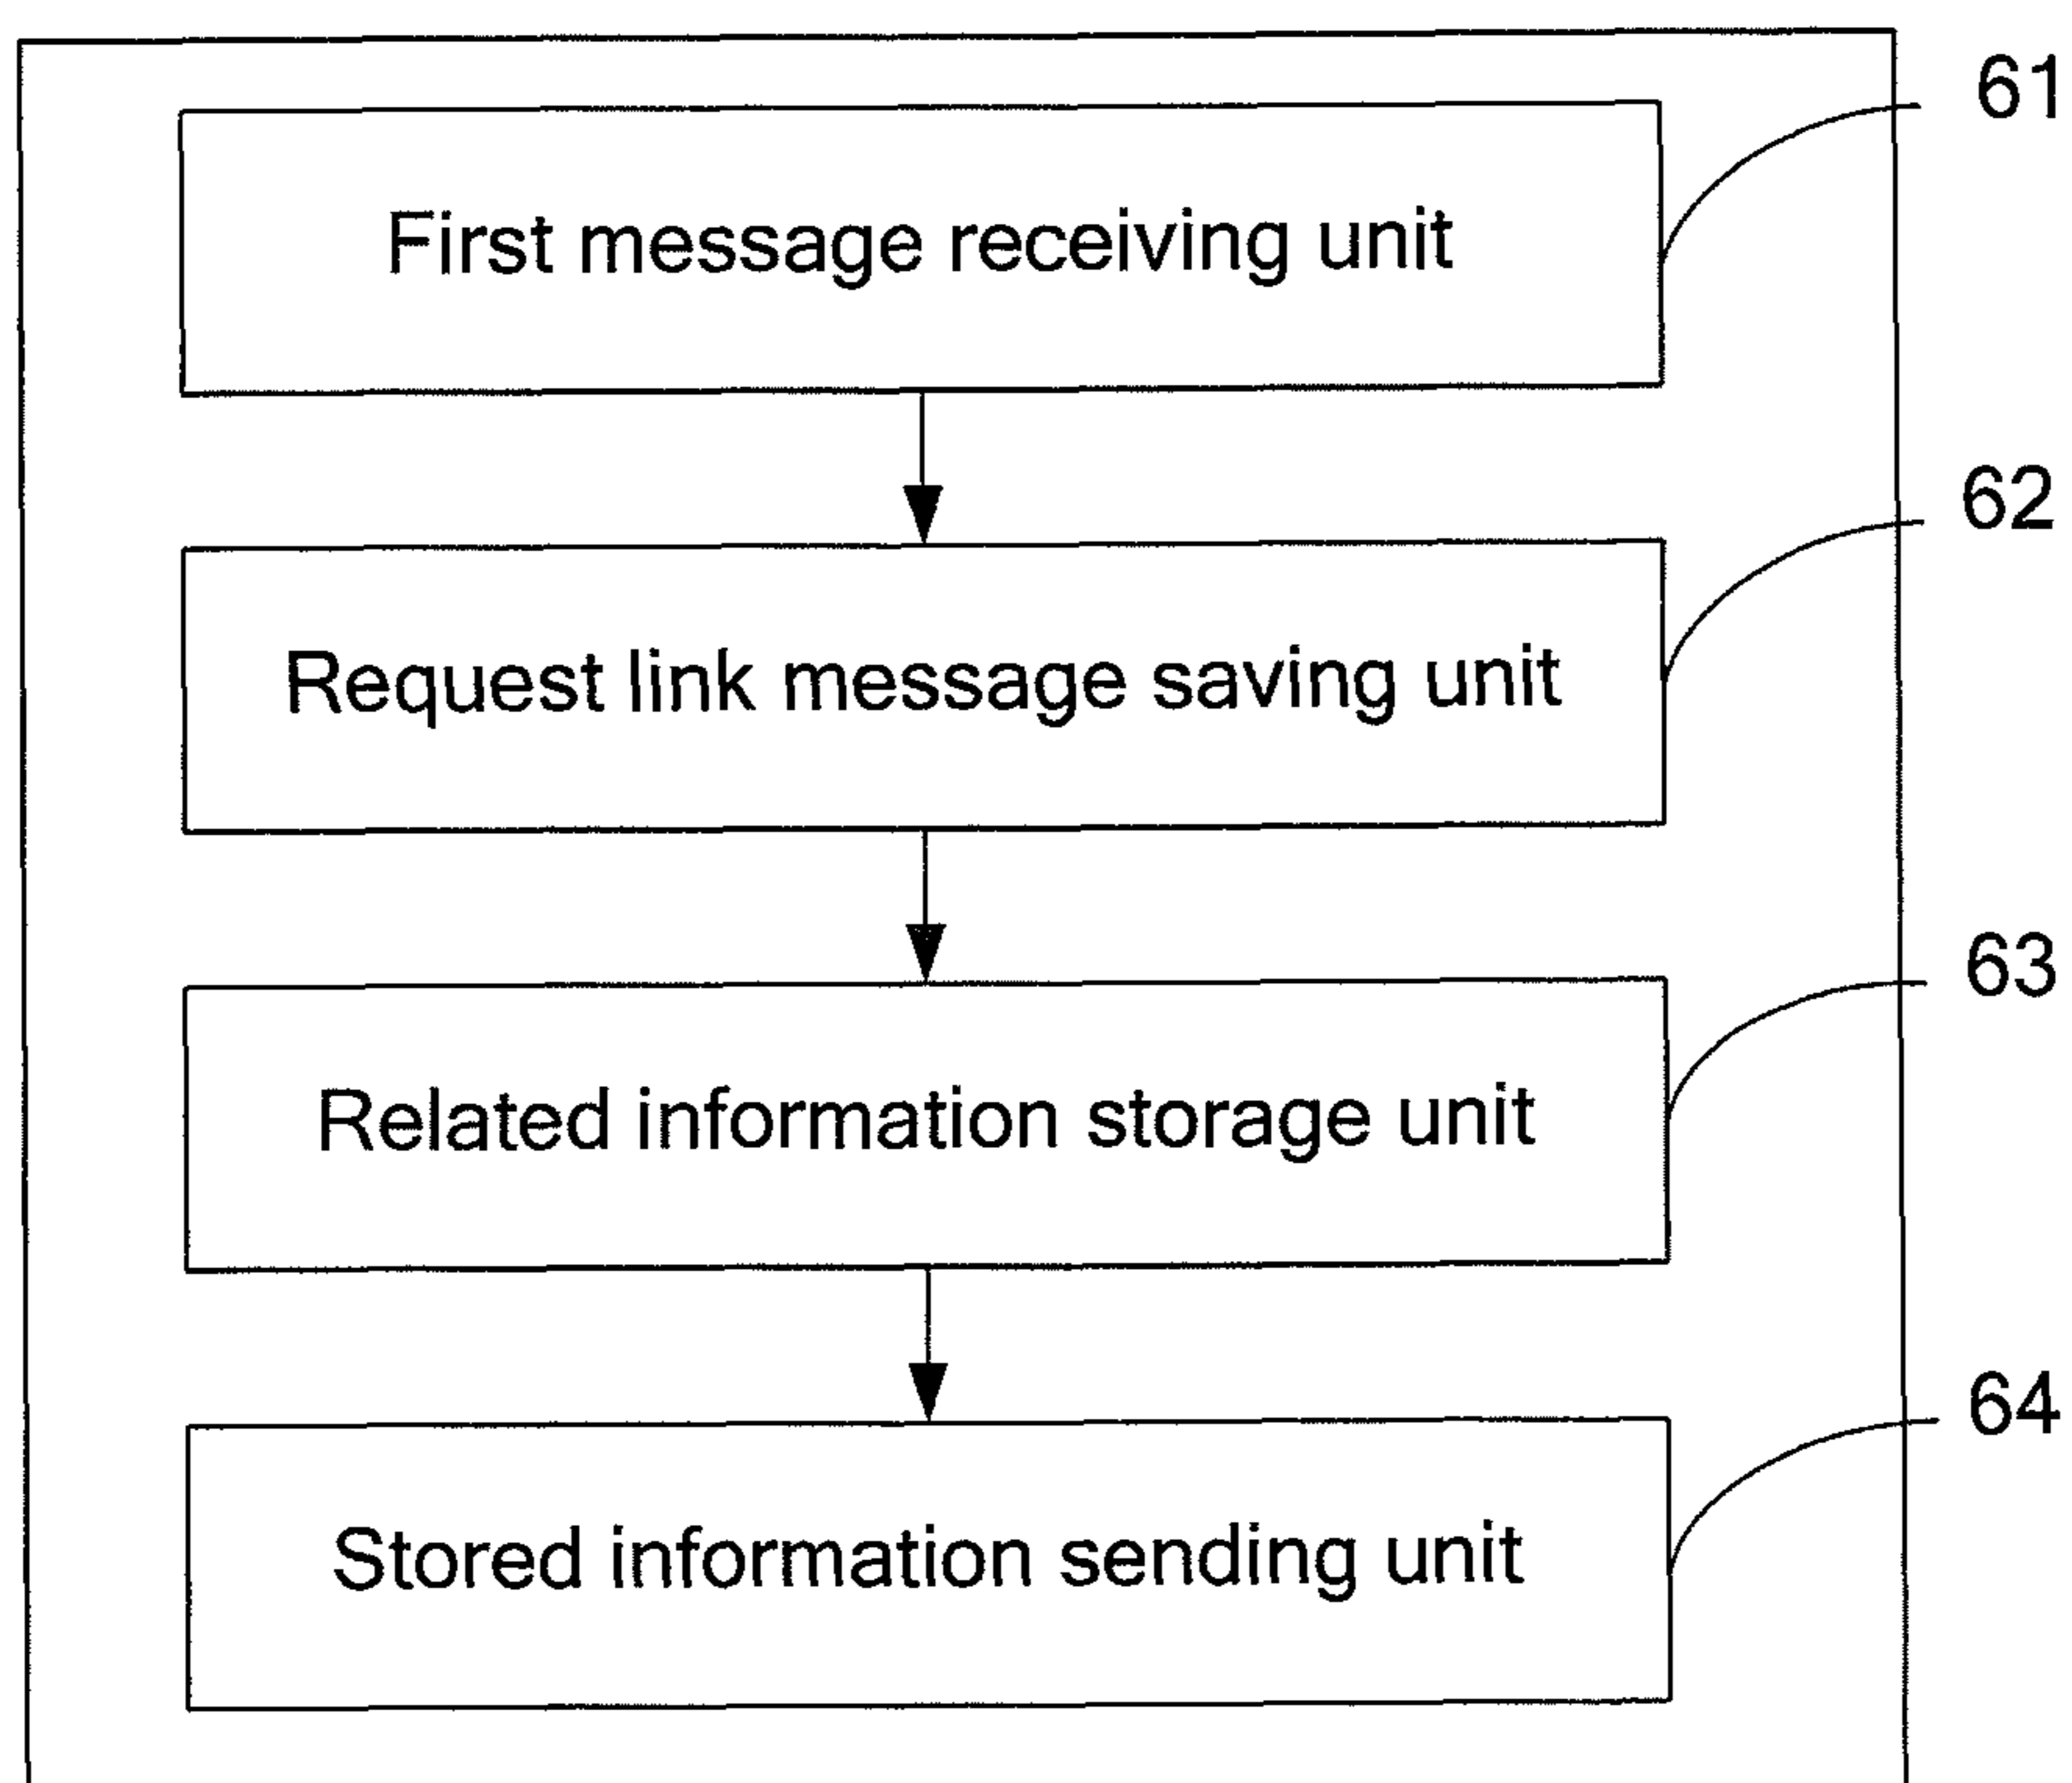 61
First message receiving unit
62
Request link message saving unit
63
Related information storage unit
64
Stored information sending unit